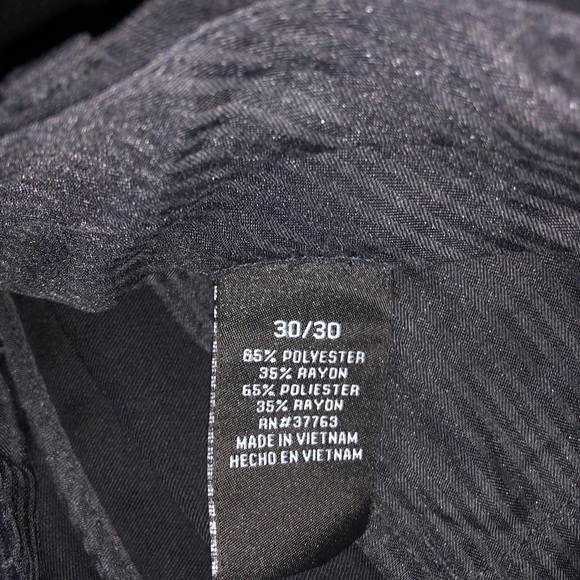 30/30
65% POLYESTER
35% RAYON
65% POLIESTER
35% RAYON
RN#37763
MADE IN VIETNAM
HECHO EN VIETNAM